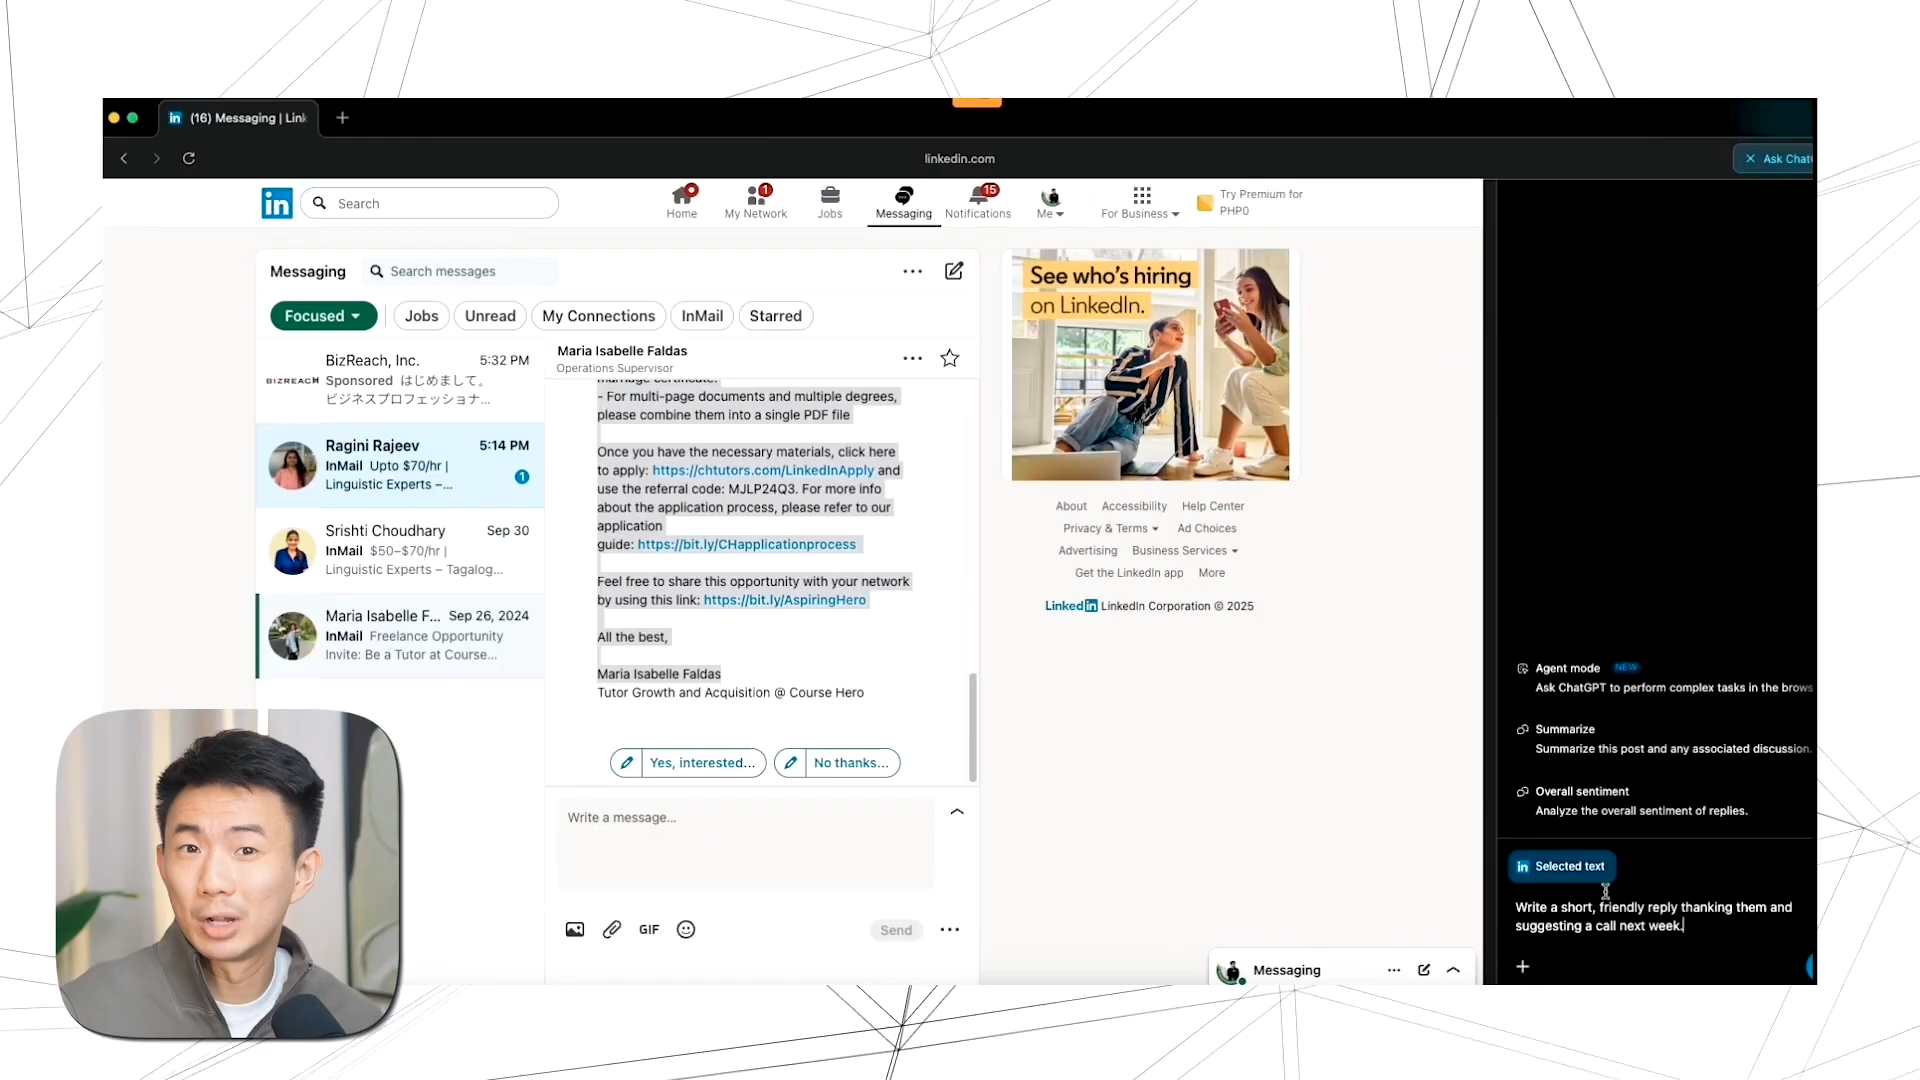 (16) Messaging | Link
linkedin.com
Ask Chat
in
Search
Home
1
My Network
Jobs
Messaging
15
Notifications
Me
For Business
Try Premium for
PHP0
Messaging
Search messages
Focused
Jobs
Unread
My Connections
InMail
Starred
BIZREACH
BizReach, Inc. 5:32 PM
Sponsored はじめまして。
ビジネスプロフェッショナ...
Ragini Rajeev 5:14 PM
InMail Upto $70/hr |
Linguistic Experts –...
1
Srishti Choudhary Sep 30
InMail $50–$70/hr |
Linguistic Experts – Tagalog...
Maria Isabelle F... Sep 26, 2024
InMail Freelance Opportunity
Invite: Be a Tutor at Course...
Maria Isabelle Faldas
Operations Supervisor
marriage certificate.
- For multi-page documents and multiple degrees,
please combine them into a single PDF file
Once you have the necessary materials, click here
to apply: https://chtutors.com/LinkedInApply and
use the referral code: MJLP24Q3. For more info
about the application process, please refer to our
application
guide: https://bit.ly/CHapplicationprocess
Feel free to share this opportunity with your network
by using this link: https://bit.ly/AspiringHero
All the best,
Maria Isabelle Faldas
Tutor Growth and Acquisition @ Course Hero
Yes, interested...
No thanks...
Write a message...
GIF
Send
See who's hiring
on LinkedIn.
About Accessibility Help Center
Privacy & Terms Ad Choices
Advertising Business Services
Get the LinkedIn app More
LinkedIn LinkedIn Corporation © 2025
Messaging
Agent mode NEW
Ask ChatGPT to perform complex tasks in the brows
Summarize
Summarize this post and any associated discussion.
Overall sentiment
Analyze the overall sentiment of replies.
in Selected text
Write a short, friendly reply thanking them and
suggesting a call next week.